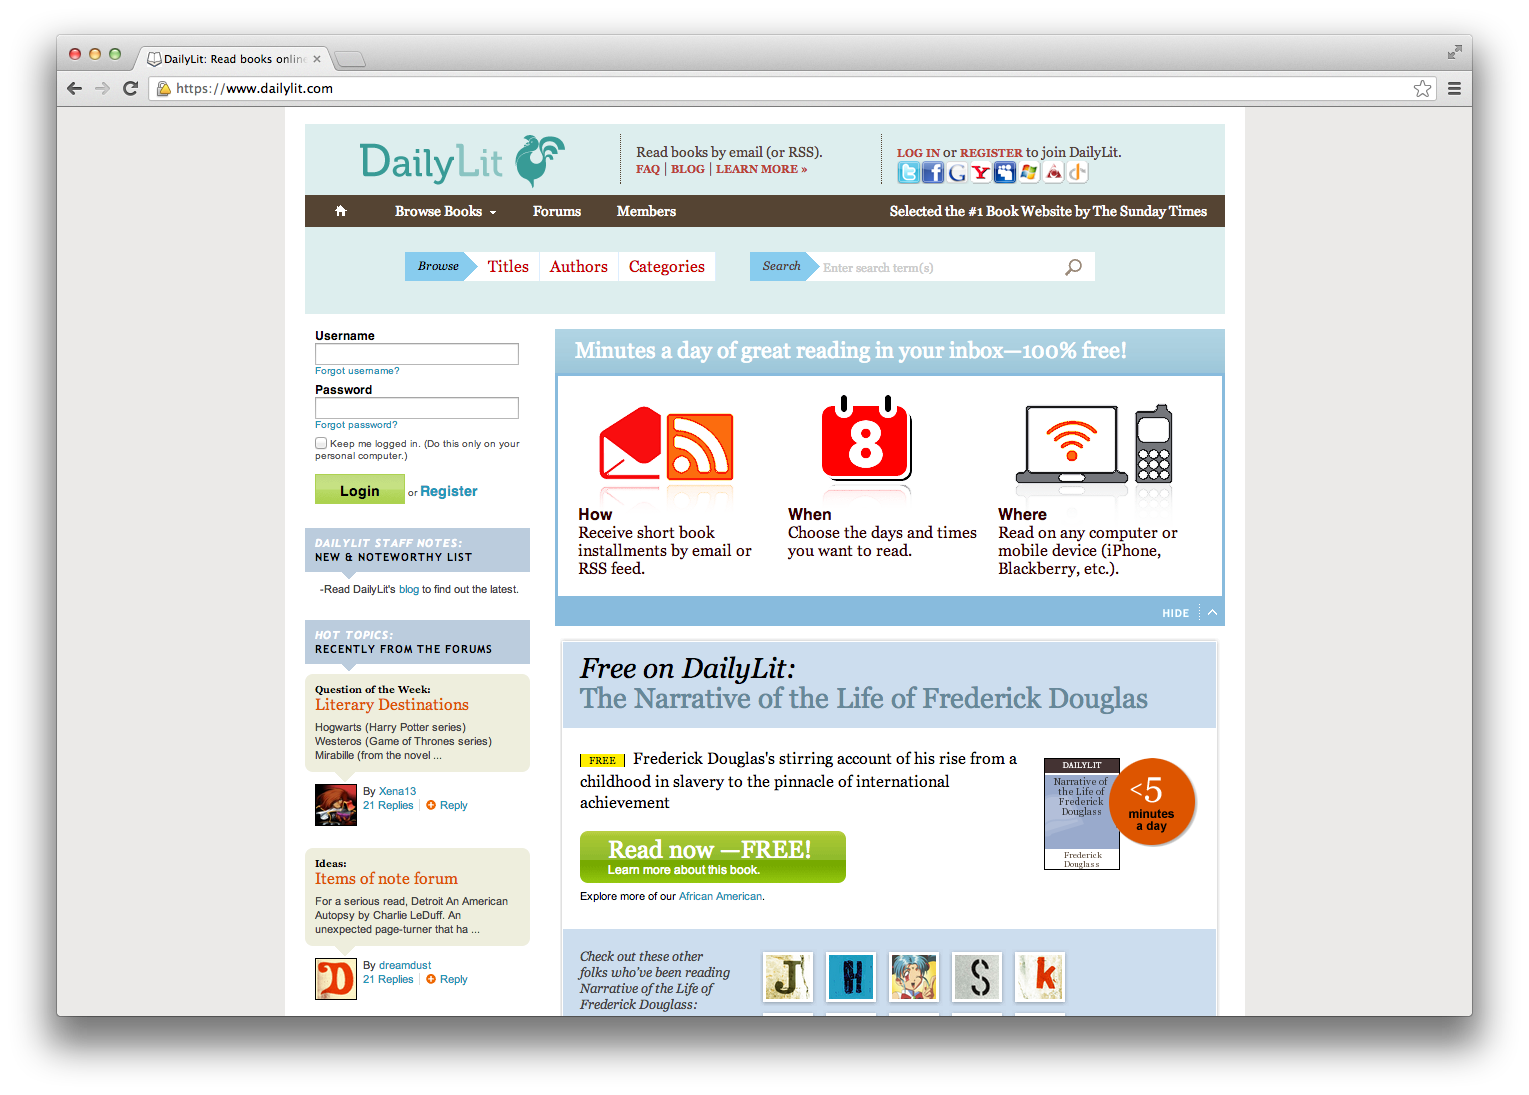 DailyLit: Read books onlin
https://www.dailylit.com
DailyLit
Read books by email (or RSS).
FAQ | BLOG | LEARN MORE »
LOG IN or REGISTER to join DailyLit.
Browse Books
Forums
Members
Selected the #1 Book Website by The Sunday Times
Browse
Titles
Authors
Categories
Search
Enter search term(s)
Username
Forgot username?
Password
Forgot password?
Keep me logged in. (Do this only on your
personal computer.)
Login or Register
DAILYLIT STAFF NOTES:
NEW & NOTEWORTHY LIST
-Read DailyLit's blog to find out the latest.
HOT TOPICS:
RECENTLY FROM THE FORUMS
Question of the Week:
Literary Destinations
Hogwarts (Harry Potter series)
Westeros (Game of Thrones series)
Mirabille (from the novel ...
By Xena13
21 Replies | Reply
Ideas:
Items of note forum
For a serious read, Detroit An American
Autopsy by Charlie LeDuff. An
unexpected page-turner that ha ...
D
By dreamdust
21 Replies | Reply
Minutes a day of great reading in your inbox—100% free!
8
How
Receive short book
installments by email or
RSS feed.
When
Choose the days and times
you want to read.
Where
Read on any computer or
mobile device (iPhone,
Blackberry, etc.).
HIDE
Free on DailyLit:
The Narrative of the Life of Frederick Douglas
FREE Frederick Douglas's stirring account of his rise from a
childhood in slavery to the pinnacle of international
achievement
Read now —FREE!
Learn more about this book.
Explore more of our African American.
DAILYLIT
Narrative of
the Life of
Frederick
Douglass
Frederick
Douglass
<5
minutes
a day
Check out these other
folks who've been reading
Narrative of the Life of
Frederick Douglass:
J
H
S
k